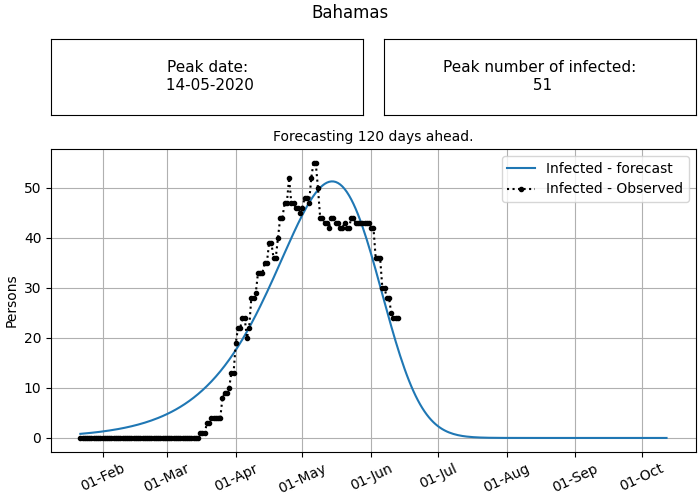 Bahamas
Peak date:
14-05-2020
Peak number of infected:
51
Forecasting 120 days ahead.
Infected - forecast
Infected - Observed
Persons
50
40
30
20
10
0
01-Feb
01-Mar
01-Apr
01-May
01-Jun
01-Jul
01-Aug
01-Sep
01-Oct